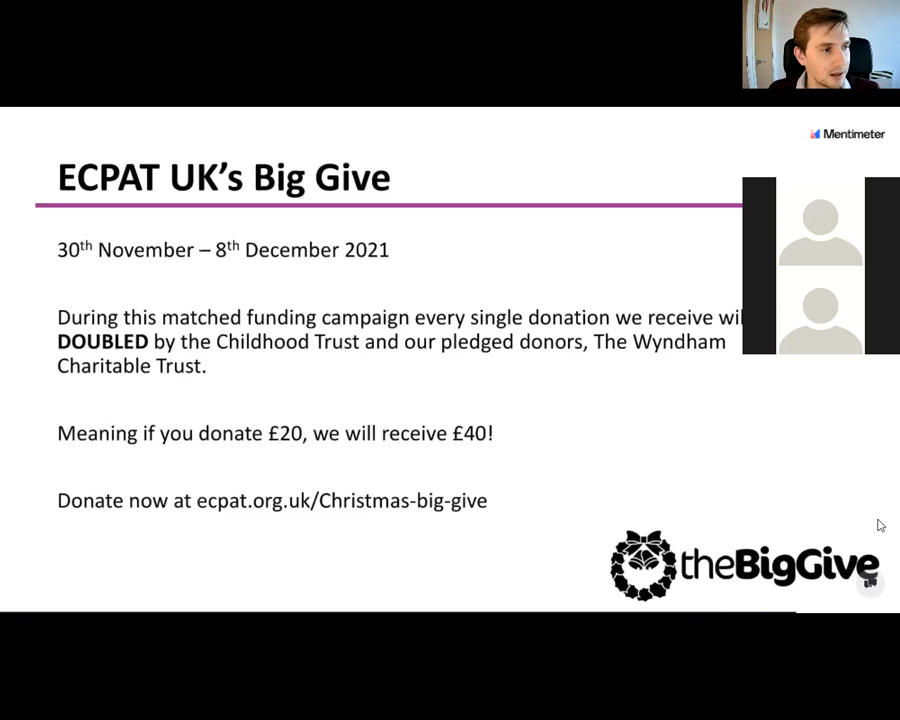 Mentimeter
ECPAT UK’s Big Give
30th November – 8th December 2021
During this matched funding campaign every single donation we receive wil
DOUBLED by the Childhood Trust and our pledged donors, The Wyndham
Charitable Trust.
Meaning if you donate £20, we will receive £40!
Donate now at ecpat.org.uk/Christmas-big-give
theBigGive